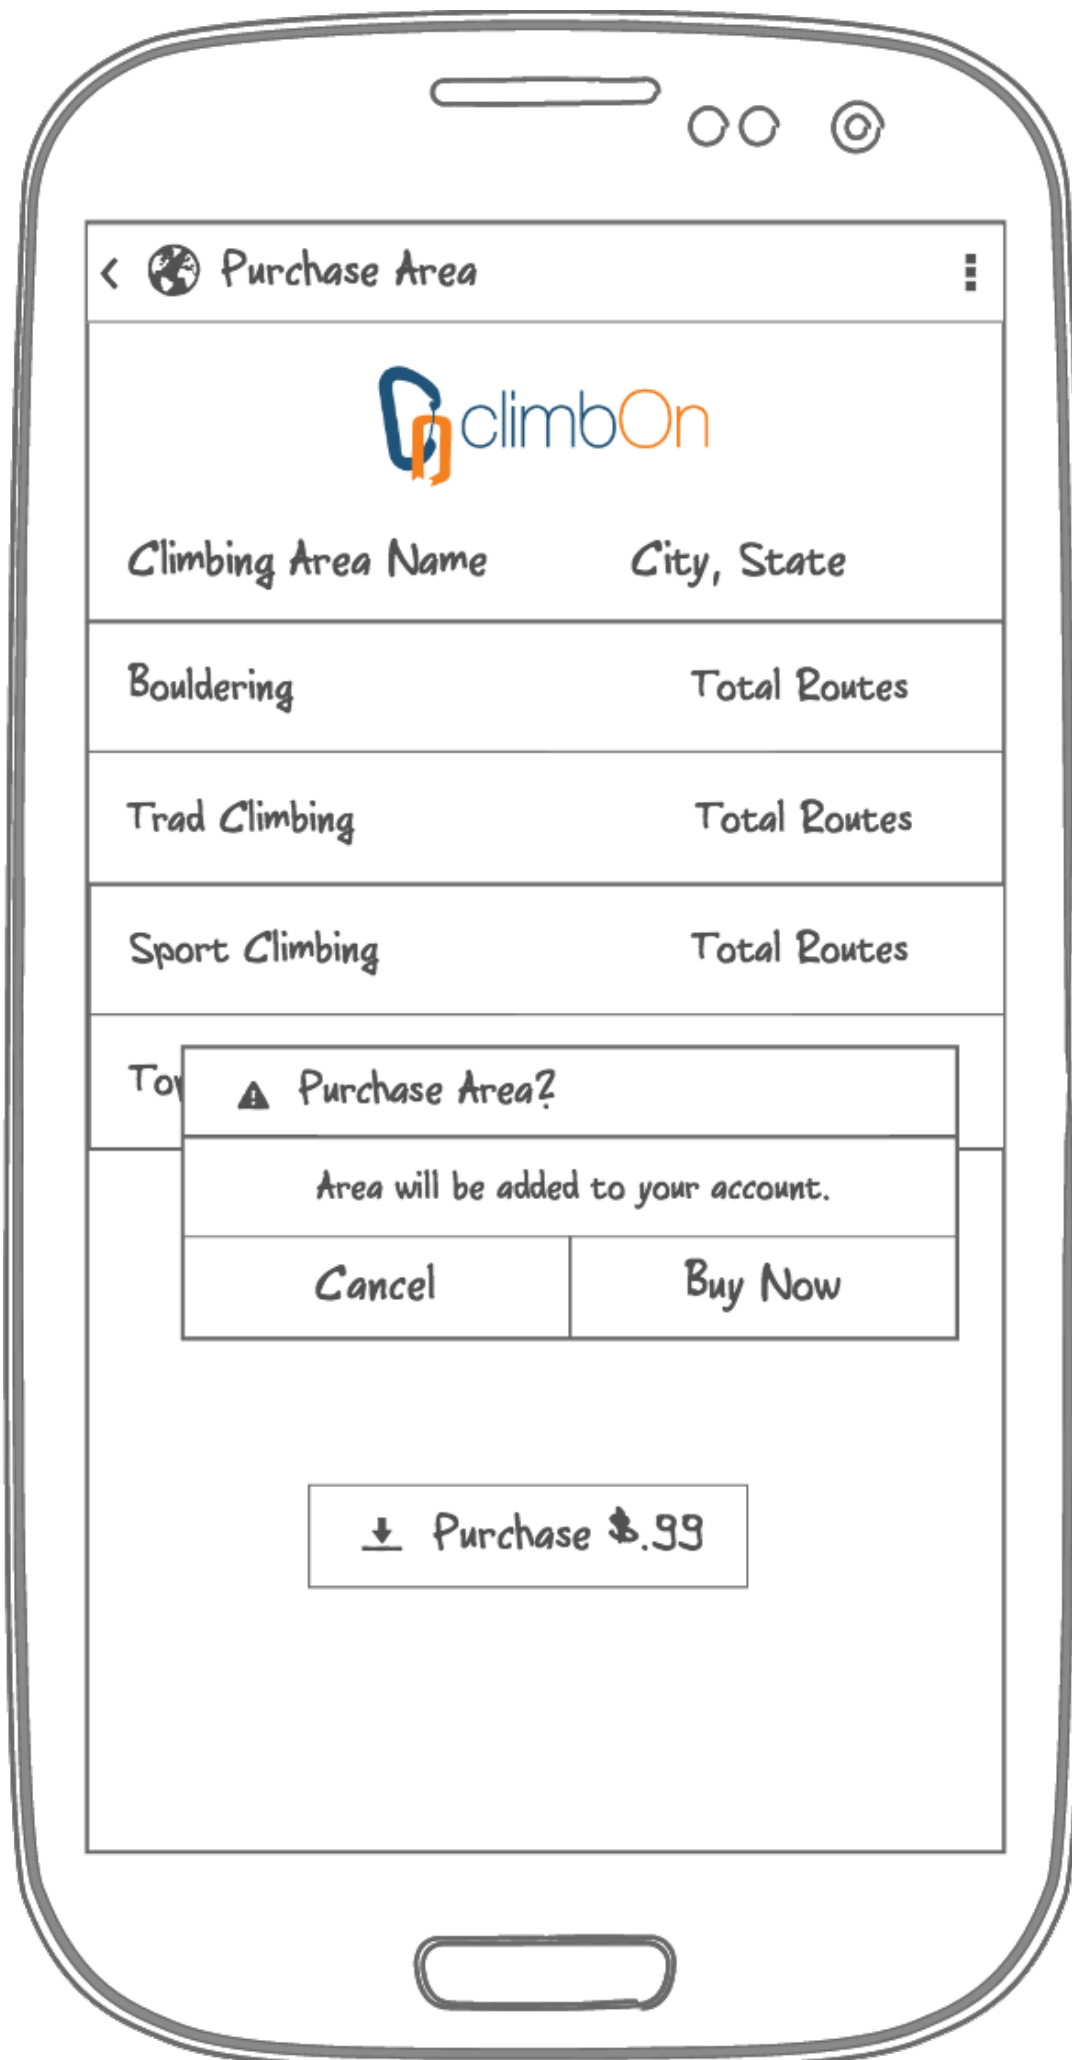 Purchase Area
climbOn
Climbing Area Name City, State
Bouldering Total Routes
Trad Climbing Total Routes
Sport Climbing Total Routes
Purchase Area?
Area will be added to your account.
Cancel Buy Now
Purchase $.99